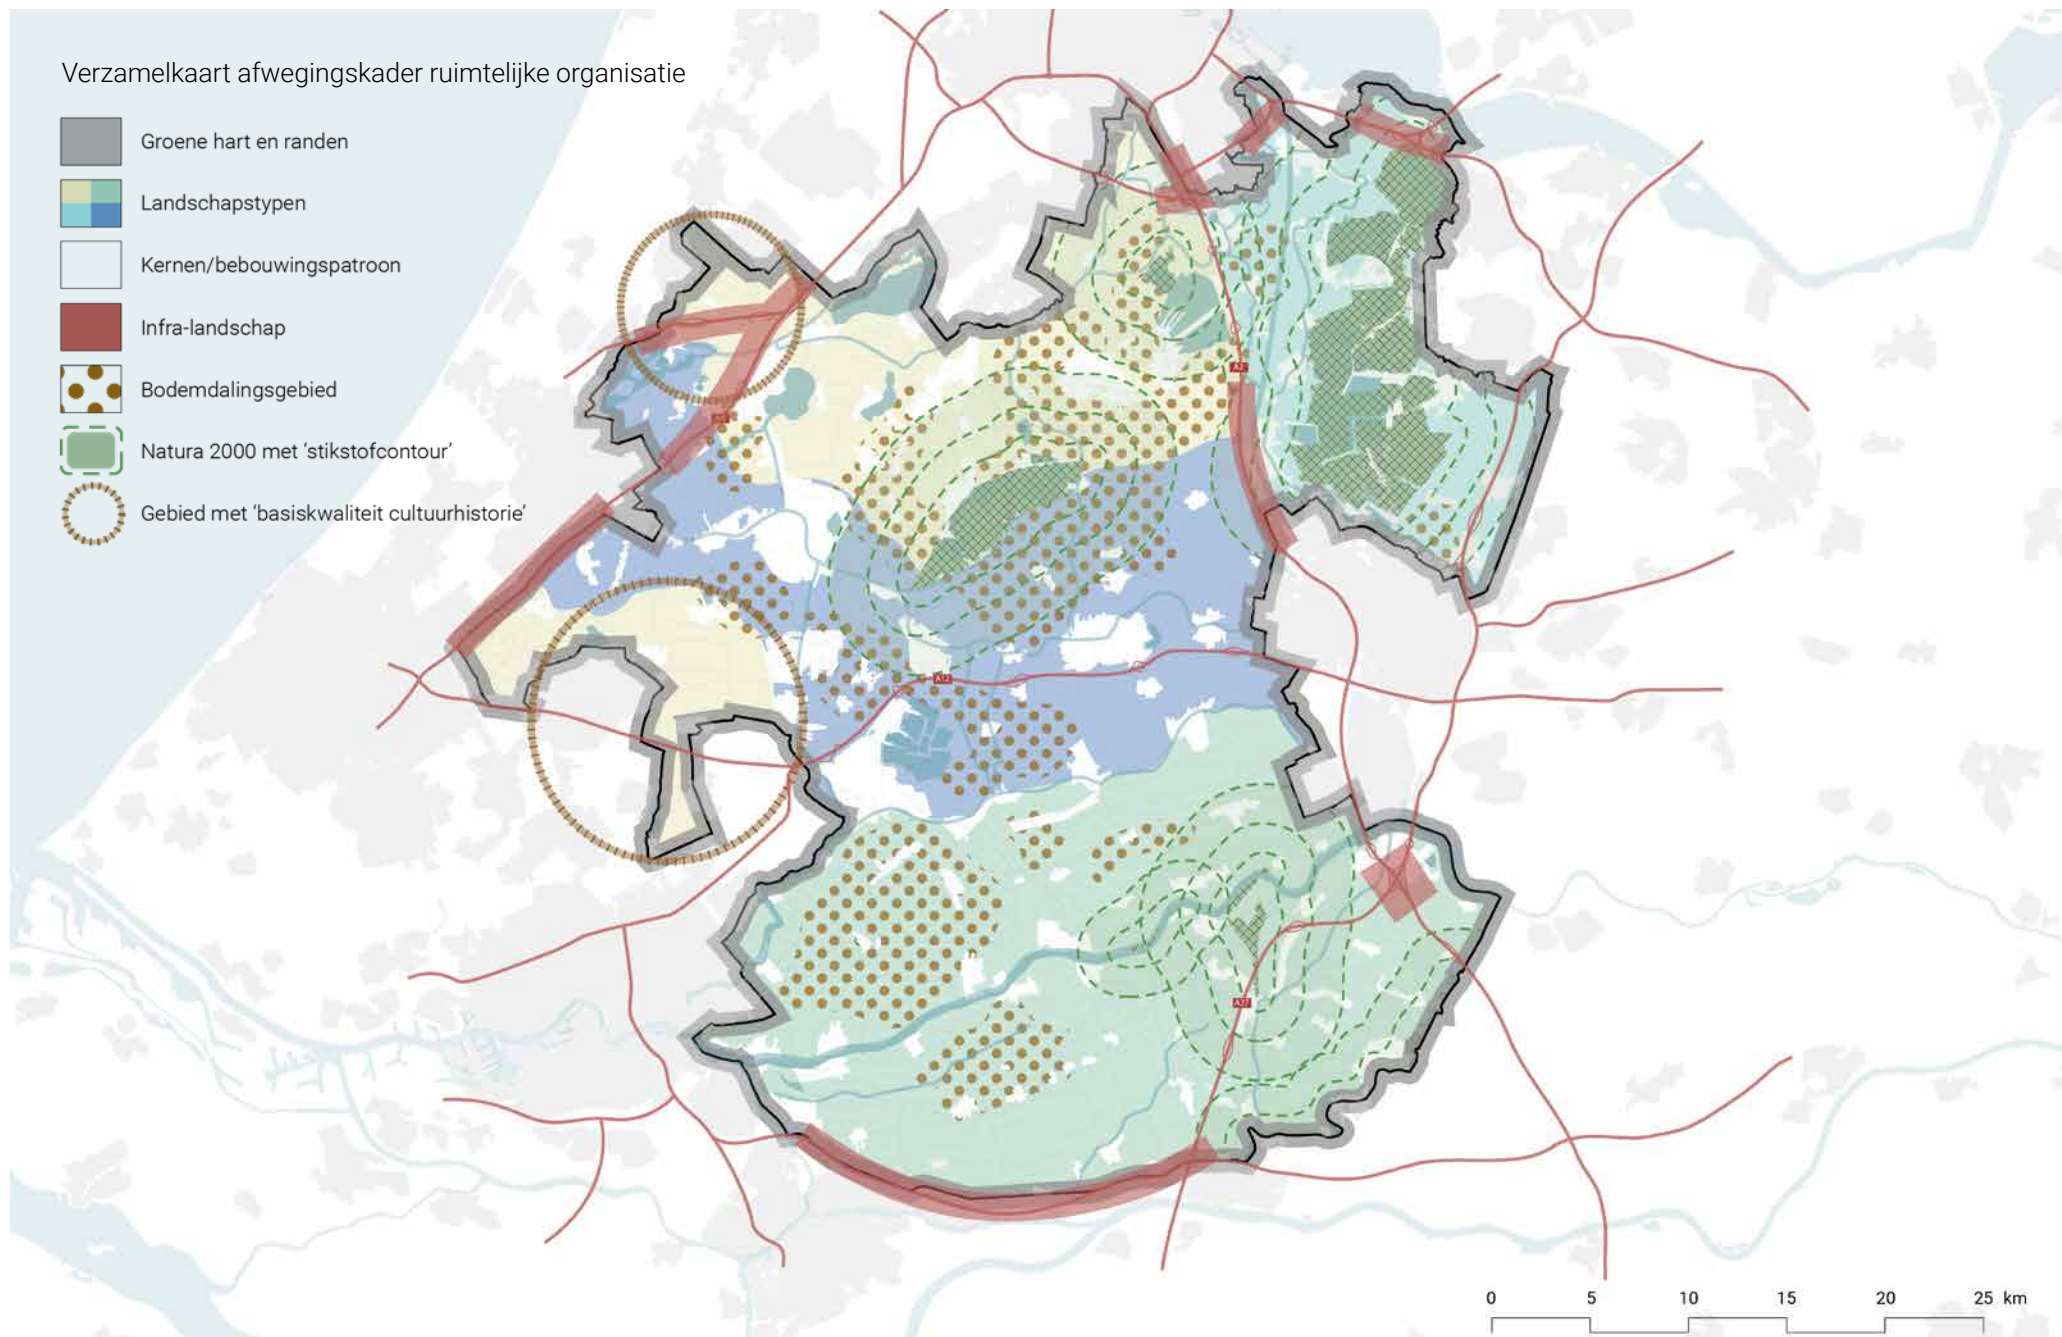 Verzamelkaart afwegingskader ruimtelijke organisatie
Groene hart en randen
Landschapstypen
Kernen/bebouwingspatroon
Infra-landschap
Bodemdalingsgebied
Natura 2000 met ‘stikstofcontour’
Gebied met ‘basiskwaliteit cultuurhistorie’
A2
A12
A27
0 5 10 15 20 25 km